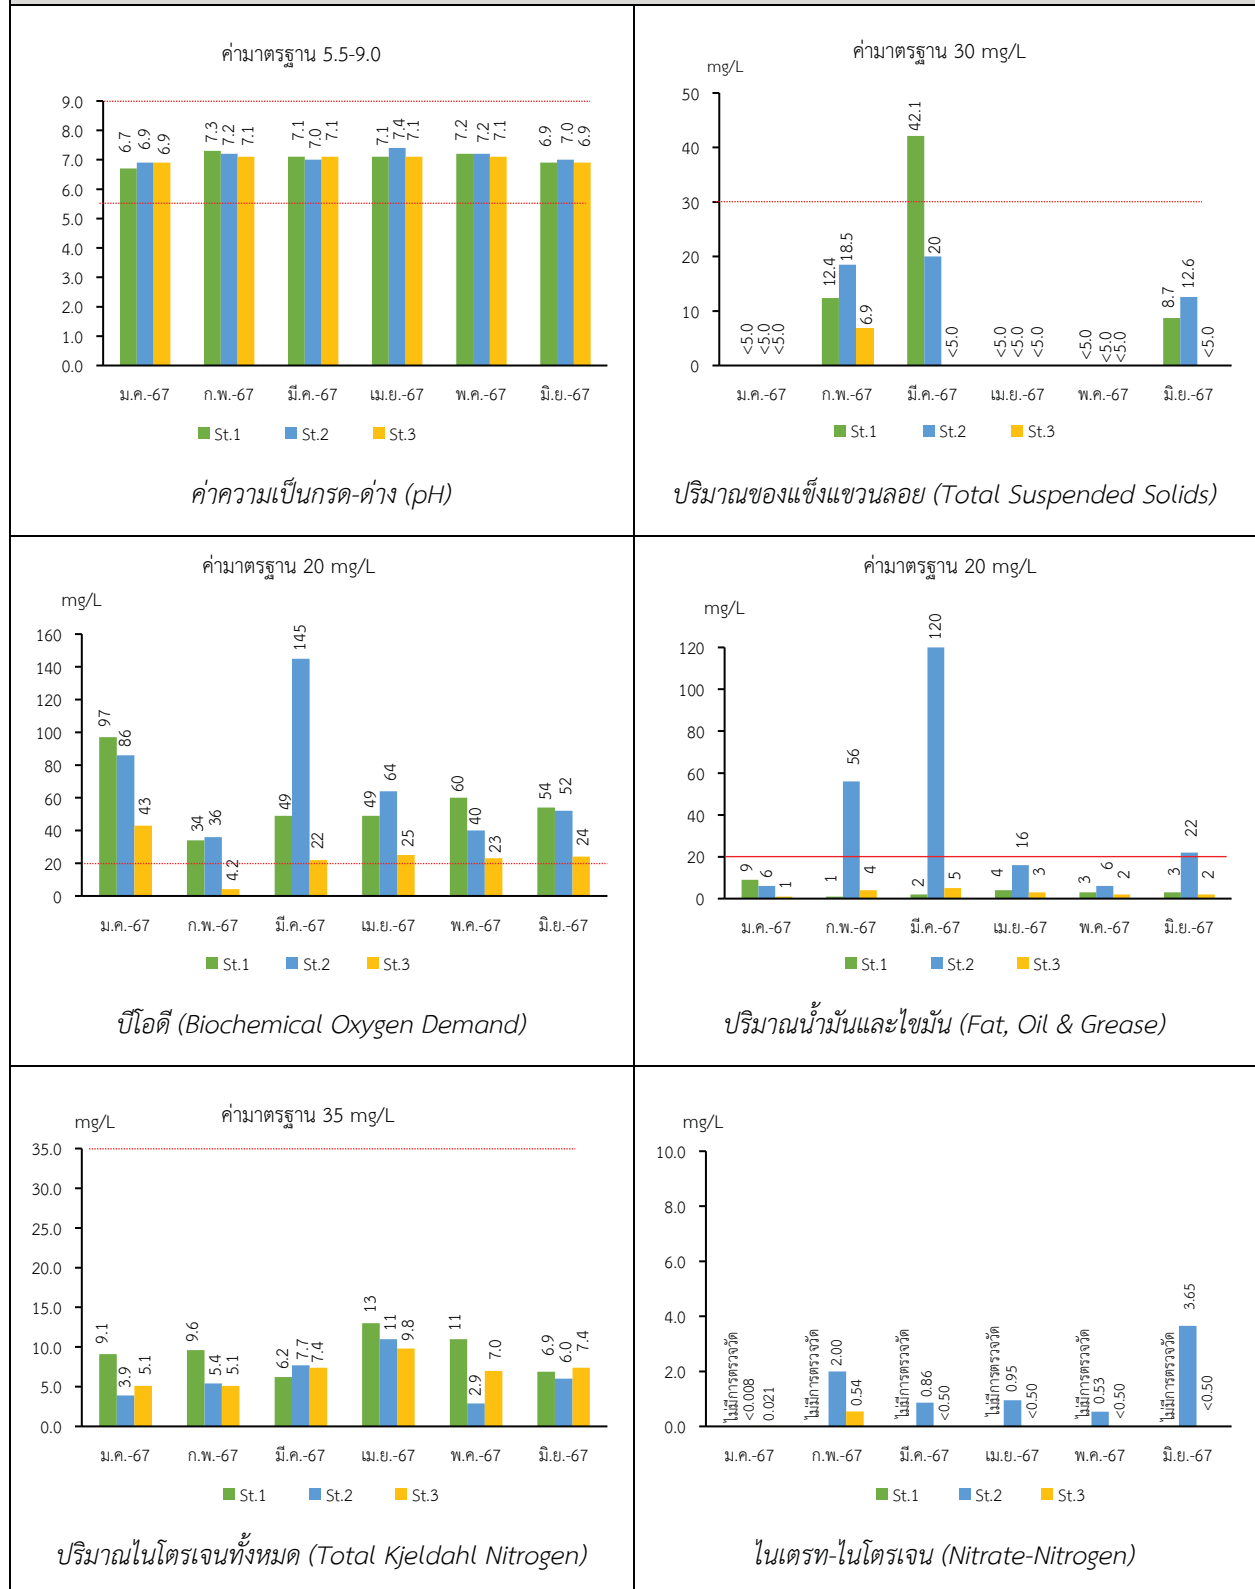 ค่ามาตรฐาน 5.5-9.0
9.0
8.0
7.0
6.0
5.0
4.0
3.0
2.0
1.0
0.0
6.7 6.9 6.9 7.3 7.2 7.1 7.1 7.0 7.1 7.1 7.4 7.1 7.2 7.2 7.1 6.9 7.0 6.9
ม.ค.-67 ก.พ.-67 มี.ค.-67 เม.ย.-67 พ.ค.-67 มิ.ย.-67
St.1 St.2 St.3
ค่าความเป็นกรด-ด่าง (pH)
ค่ามาตรฐาน 30 mg/L
mg/L
50
40
30
20
10
0
<5.0 <5.0 <5.0 12.4 18.5 6.9 42.1 20 <5.0 <5.0 <5.0 <5.0 <5.0 <5.0 <5.0 8.7 12.6 <5.0
ม.ค.-67 ก.พ.-67 มี.ค.-67 เม.ย.-67 พ.ค.-67 มิ.ย.-67
St.1 St.2 St.3
ปริมาณของแข็งแขวนลอย (Total Suspended Solids)
ค่ามาตรฐาน 20 mg/L
mg/L
160
140
120
100
80
60
40
20
0
97 86 43 34 36 4.2 49 145 22 49 64 25 60 40 23 54 52 24
ม.ค.-67 ก.พ.-67 มี.ค.-67 เม.ย.-67 พ.ค.-67 มิ.ย.-67
St.1 St.2 St.3
บีโอดี (Biochemical Oxygen Demand)
ค่ามาตรฐาน 20 mg/L
mg/L
120
100
80
60
40
20
0
9 6 1 1 56 4 2 120 5 4 16 3 3 6 2 3 22 2
ม.ค.-67 ก.พ.-67 มี.ค.-67 เม.ย.-67 พ.ค.-67 มิ.ย.-67
St.1 St.2 St.3
ปริมาณน้ำมันและไขมัน (Fat, Oil & Grease)
ค่ามาตรฐาน 35 mg/L
mg/L
35.0
30.0
25.0
20.0
15.0
10.0
5.0
0.0
9.1 3.9 5.1 9.6 5.4 5.1 6.2 7.7 7.4 13 11 9.8 11 2.9 7.0 6.9 6.0 7.4
ม.ค.-67 ก.พ.-67 มี.ค.-67 เม.ย.-67 พ.ค.-67 มิ.ย.-67
St.1 St.2 St.3
ปริมาณไนโตรเจนทั้งหมด (Total Kjeldahl Nitrogen)
mg/L
10.0
8.0
6.0
4.0
2.0
0.0
ไม่มีการตรวจวัด <0.008 0.021 ไม่มีการตรวจวัด 2.00 0.54 ไม่มีการตรวจวัด 0.86 <0.50 ไม่มีการตรวจวัด 0.95 <0.50 ไม่มีการตรวจวัด 0.53 <0.50 ไม่มีการตรวจวัด 3.65 <0.50
ม.ค.-67 ก.พ.-67 มี.ค.-67 เม.ย.-67 พ.ค.-67 มิ.ย.-67
St.1 St.2 St.3
ไนเตรท-ไนโตรเจน (Nitrate-Nitrogen)